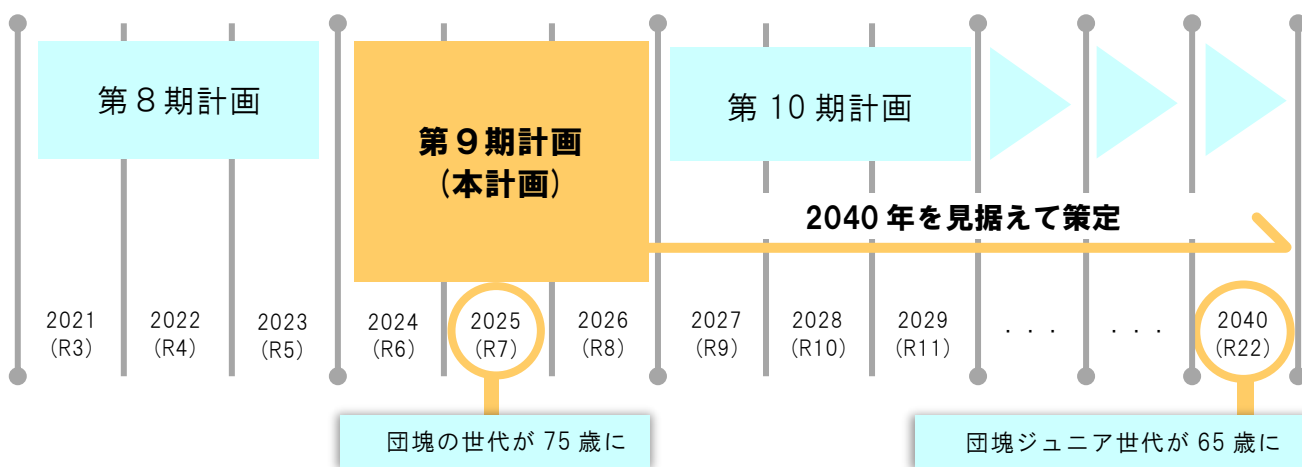 第８期計画
第９期計画
(本計画)
第 10 期計画
2040 年を見据えて策定
2021
(R3)
2022
(R4)
2023
(R5)
2024
(R6)
2025
(R7)
2026
(R8)
2027
(R9)
2028
(R10)
2029
(R11)
・・・
・・・
2040
(R22)
団塊の世代が 75 歳に
団塊ジュニア世代が 65 歳に